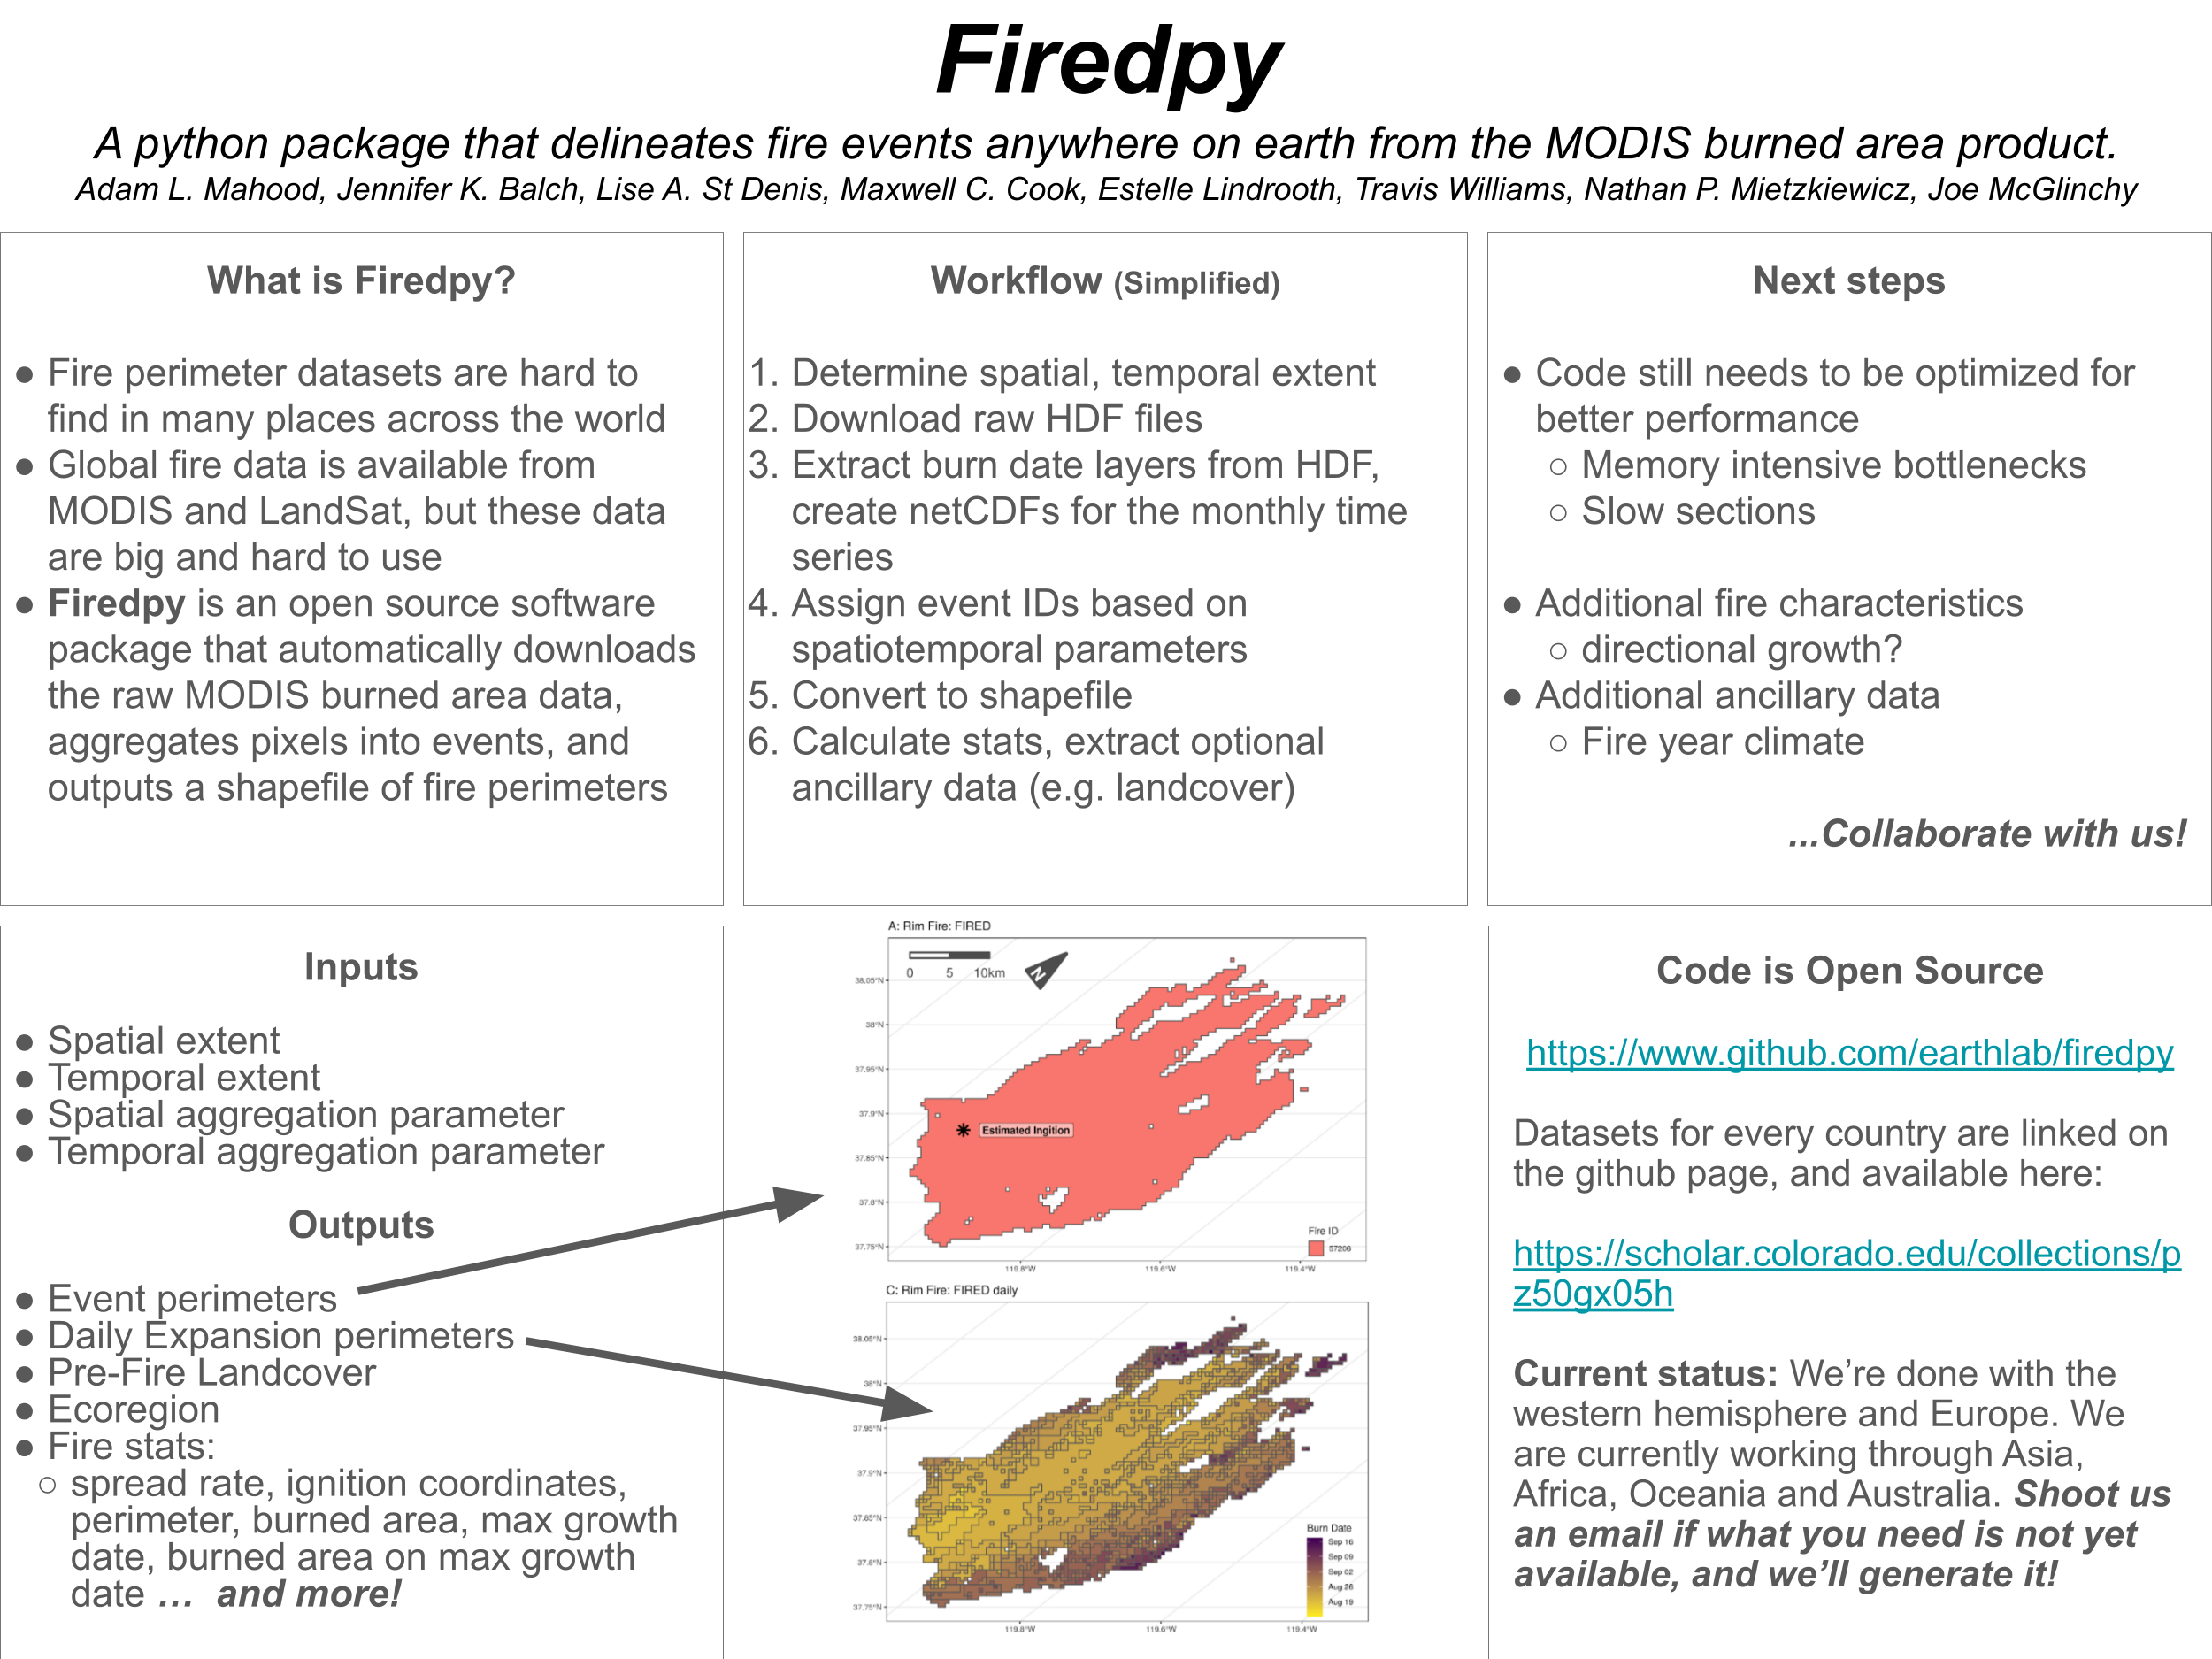 Firedpy
A python package that delineates fire events anywhere on earth from the MODIS burned area product.
Adam L. Mahood, Jennifer K. Balch, Lise A. St Denis, Maxwell C. Cook, Estelle Lindrooth, Travis Williams, Nathan P. Mietzkiewicz, Joe McGlinchy
What is Firedpy?
● Fire perimeter datasets are hard to
find in many places across the world
● Global fire data is available from
MODIS and LandSat, but these data
are big and hard to use
● Firedpy is an open source software
package that automatically downloads
the raw MODIS burned area data,
aggregates pixels into events, and
outputs a shapefile of fire perimeters
Workflow (Simplified)
1. Determine spatial, temporal extent
2. Download raw HDF files
3. Extract burn date layers from HDF,
create netCDFs for the monthly time
series
4. Assign event IDs based on
spatiotemporal parameters
5. Convert to shapefile
6. Calculate stats, extract optional
ancillary data (e.g. landcover)
Next steps
● Code still needs to be optimized for
better performance
○ Memory intensive bottlenecks
○ Slow sections
● Additional fire characteristics
○ directional growth?
● Additional ancillary data
○ Fire year climate
...Collaborate with us!
Inputs
● Spatial extent
● Temporal extent
● Spatial aggregation parameter
● Temporal aggregation parameter
Outputs
● Event perimeters
● Daily Expansion perimeters
● Pre-Fire Landcover
● Ecoregion
● Fire stats:
○ spread rate, ignition coordinates,
perimeter, burned area, max growth
date, burned area on max growth
date ... and more!
A: Rim Fire: FIRED
0 5 10km
N
38.05°N
38°N
37.95°N
37.9°N
37.85°N
37.8°N
37.75°N
Estimated Ingition
Fire ID
57206
119.8°W 119.6°W 119.4°W
C: Rim Fire: FIRED daily
38.05°N
38°N
37.95°N
37.9°N
37.85°N
37.8°N
37.75°N
Burn Date
Sep 16
Sep 09
Sep 02
Aug 26
Aug 19
119.8°W 119.6°W 119.4°W
Code is Open Source
https://www.github.com/earthlab/firedpy
Datasets for every country are linked on
the github page, and available here:
https://scholar.colorado.edu/collections/p
z50gx05h
Current status: We're done with the
western hemisphere and Europe. We
are currently working through Asia,
Africa, Oceania and Australia. Shoot us
an email if what you need is not yet
available, and we'll generate it!